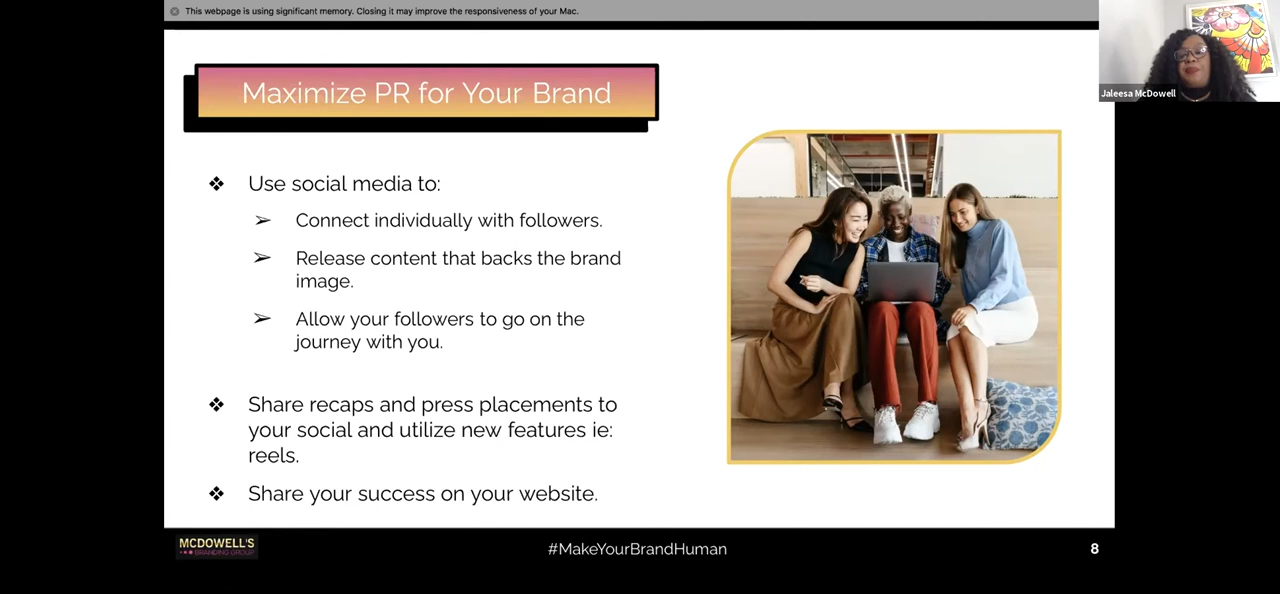 This webpage is using significant memory. Closing it may improve the responsiveness of your Mac.
Jaleesa McDowell
Maximize PR for Your Brand
❖ Use social media to:
➢ Connect individually with followers.
➢ Release content that backs the brand
image.
➢ Allow your followers to go on the
journey with you.
❖ Share recaps and press placements to
your social and utilize new features ie:
reels.
❖ Share your success on your website.
MCDOWELL'S
BRANDING GROUP
#MakeYourBrandHuman
8